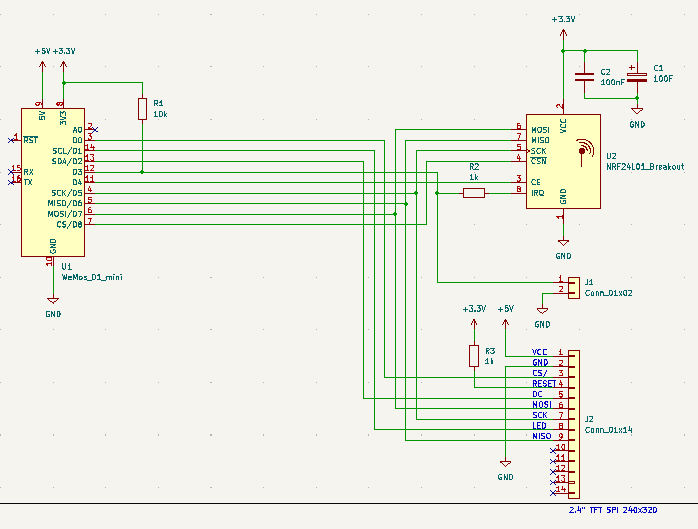 +3.3V
+5V +3.3V
C2
100nF
C1
100F
GND
R1
10k
5V
3V3
9
8
2
VCC
A0 2
D0 3
SCL/D1 14
SDA/D2 13
D3 12
D4 11
SCK/D5 4
MISO/D6 5
MOSI/D7 6
CS/D8 7
1 RST
15 RX
16 TX
GND
10
U1
WeMos_D1_mini
GND
6 MOSI
7 MISO
5 SCK
4 CSN
3 CE
8 IRQ
GND
1
U2
NRF24L01_Breakout
R2
1k
GND
1
2
J1
Conn_01x02
GND
+3.3V
+5V
R3
1k
VCC 1
GND 2
CS/ 3
RESET 4
DC 5
MOSI 6
SCK 7
LED 8
MISO 9
10
11
12
13
14
J2
Conn_01x14
GND
2.4" TFT SPI 240x320